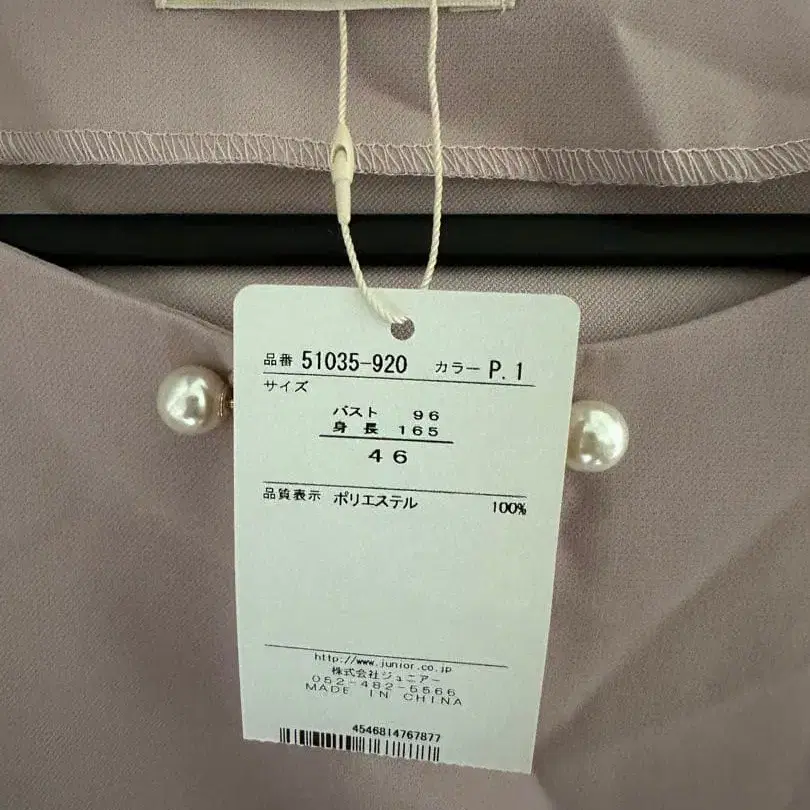 品番 51035-920 カラー P.1
サイズ
バスト 96
身長 165
46
品質表示 ポリエステル 100%
http://www.junior.co.jp
株式会社ジュニアー
052-482-5566
MADE IN CHINA
4546814767877